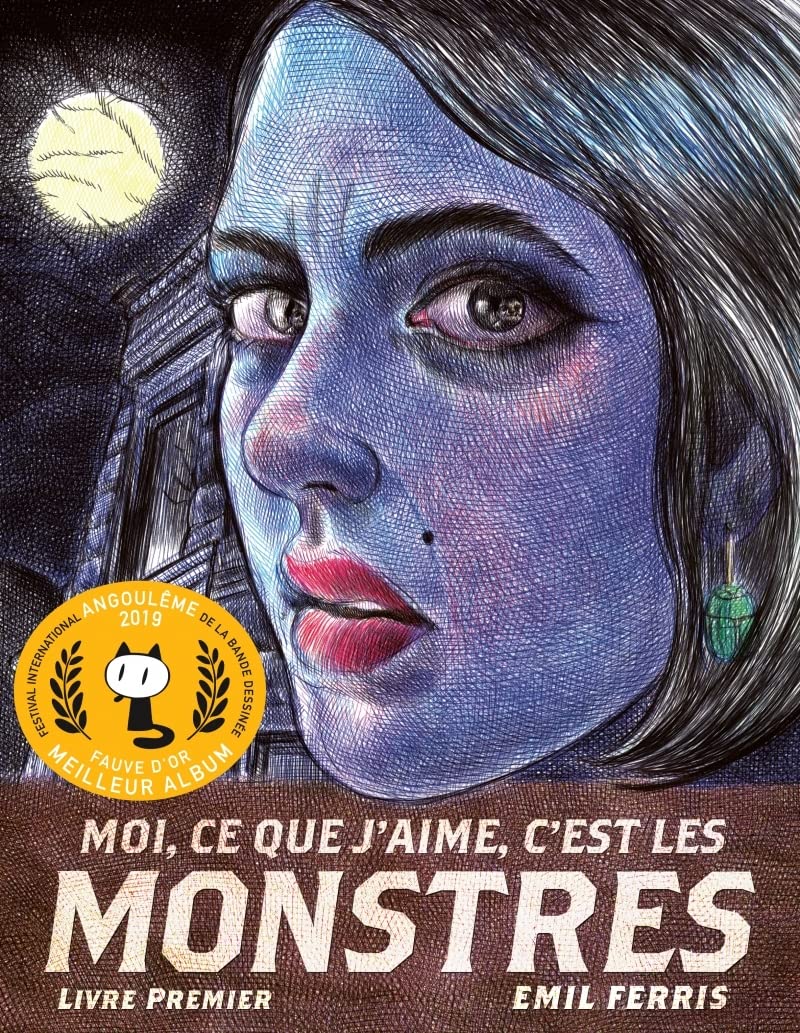 FESTIVAL INTERNATIONAL ANGOULÊME DE LA BANDE DESSINÉE
2019
FAUVE D'OR
MEILLEUR ALBUM
MOI, CE QUE J'AIME, C'EST LES
MONSTRES
LIVRE PREMIER
EMIL FERRIS